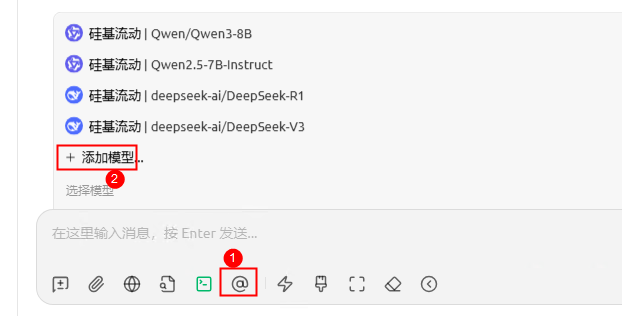 硅基流动 | Qwen/Qwen3-8B
硅基流动 | Qwen2.5-7B-Instruct
硅基流动 | deepseek-ai/DeepSeek-R1
硅基流动 | deepseek-ai/DeepSeek-V3
+ 添加模型...
2
选择模型
在这里输入消息，按 Enter 发送...
1
@